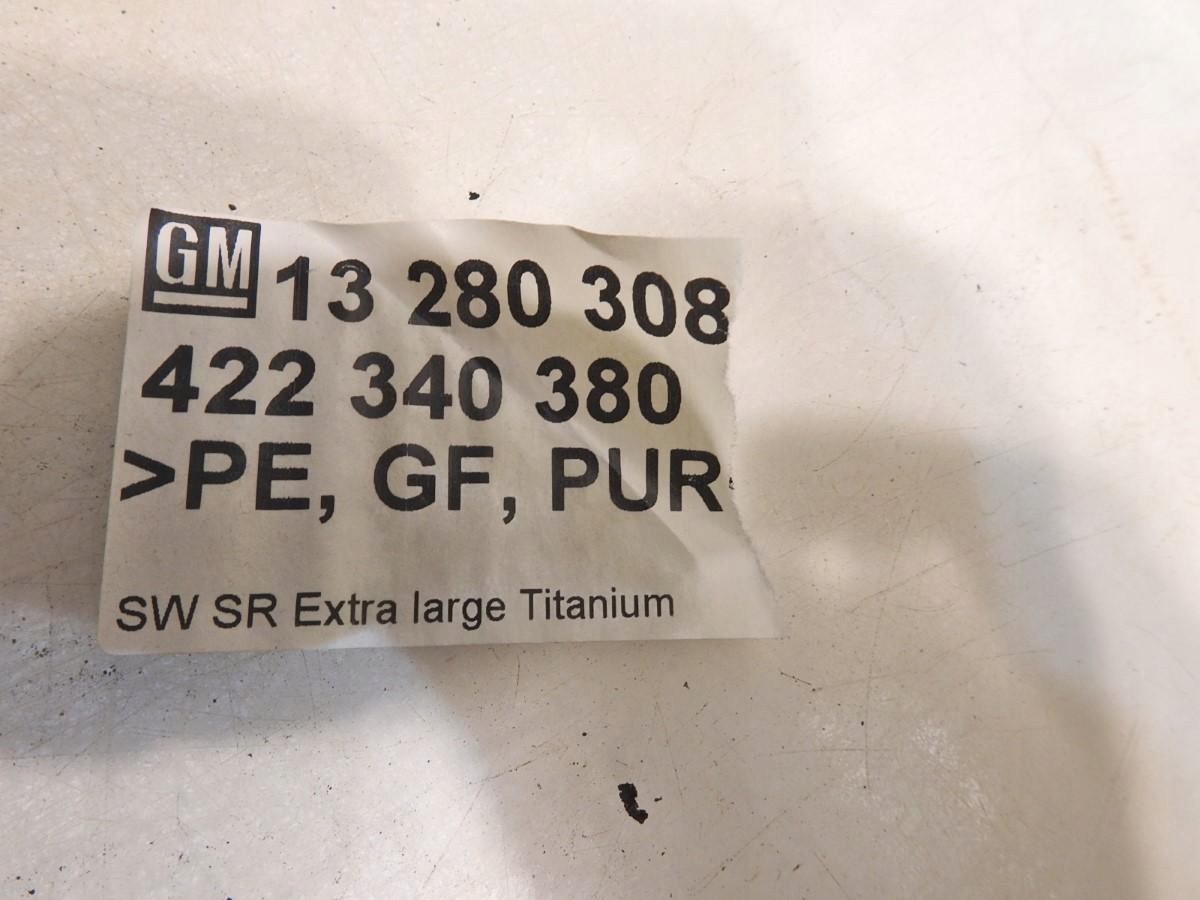 GM 13 280 308
422 340 380
>PE, GF, PUR
SW SR Extra large Titanium